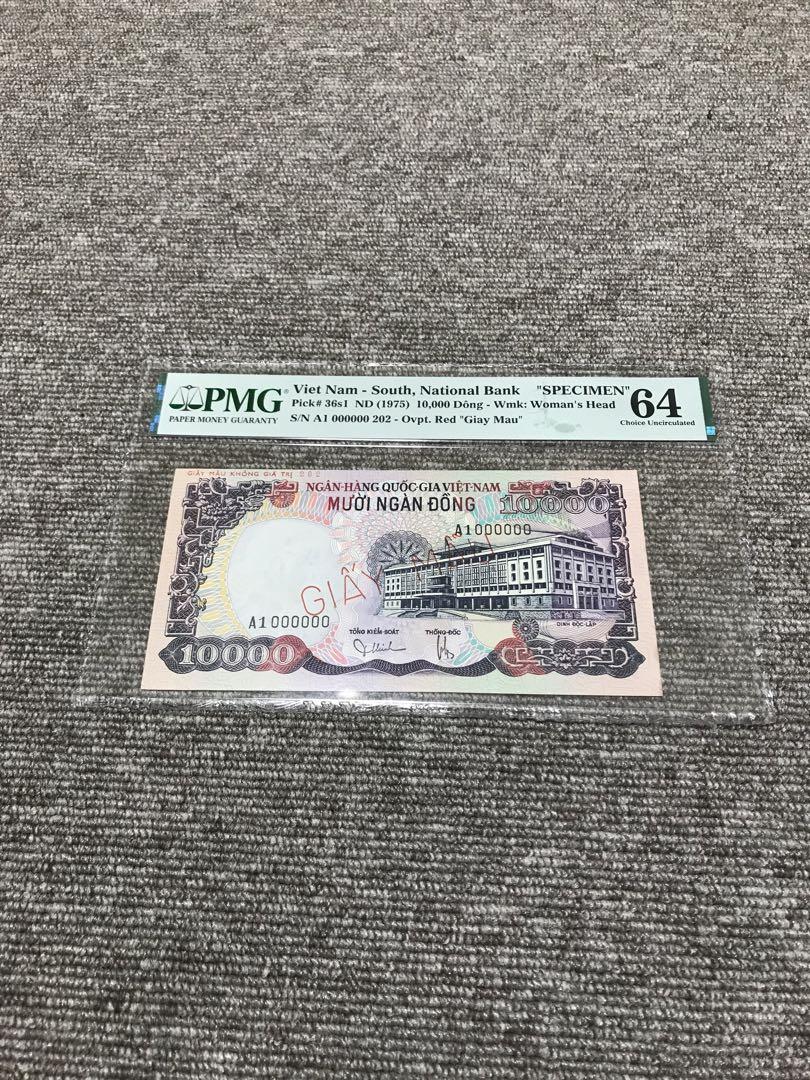 PMG
PAPER MONEY GUARANTY
Viet Nam - South, National Bank "SPECIMEN"
Pick# 36s1 ND (1975) 10,000 Dông - Wmk: Woman's Head
S/N A1 000000 202 - Ovpt. Red "Giay Mau"
64
Choice Uncirculated
GIẤY MẪU KHÔNG GIÁ TRỊ 202
NGÂN-HÀNG QUỐC-GIA VIỆT-NAM
MƯỜI NGÀN ĐỒNG
10000
A1000000
GIẤY MẪU
A1000000
TỔNG KIỂM-SOÁT
THỐNG-ĐỐC
DINH ĐỘC-LẬP
10000